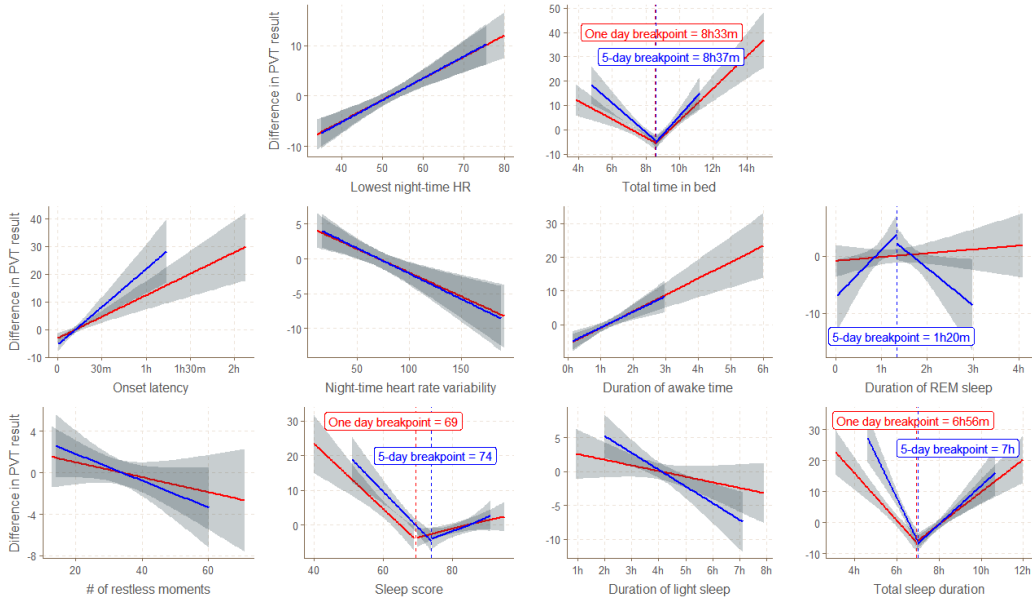 Difference in PVT result
10
0
-10
40
50
60
70
80
Lowest night-time HR
50
40
30
20
10
0
-10
One day breakpoint = 8h33m
5-day breakpoint = 8h37m
4h
6h
8h
10h
12h
14h
Total time in bed
Difference in PVT result
40
30
20
10
0
-10
0
30m
1h
1h30m
2h
Onset latency
5
0
-5
-10
50
100
150
Night-time heart rate variability
30
20
10
0
0h
1h
2h
3h
4h
5h
6h
Duration of awake time
0
-10
5-day breakpoint = 1h20m
0
1h
2h
3h
4h
Duration of REM sleep
Difference in PVT result
4
0
-4
-8
20
40
60
# of restless moments
30
20
10
0
One day breakpoint = 69
5-day breakpoint = 74
40
60
80
Sleep score
5
0
-5
-10
1h
2h
3h
4h
5h
6h
7h
8h
Duration of light sleep
30
20
10
0
-10
One day breakpoint = 6h56m
5-day breakpoint = 7h
4h
6h
8h
10h
12h
Total sleep duration